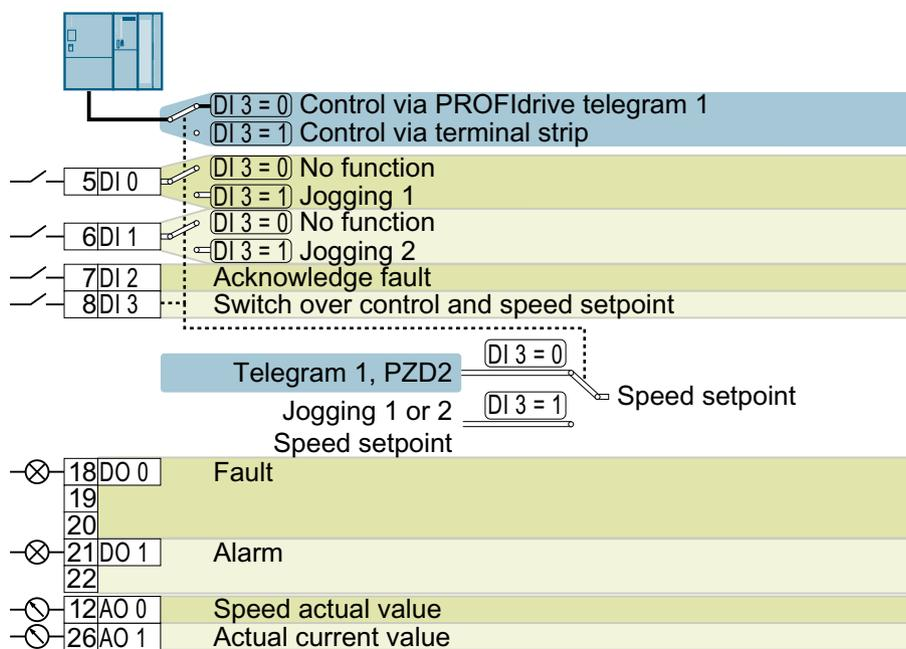 DI 3 = 0 Control via PROFIdrive telegram 1
DI 3 = 1 Control via terminal strip
5 DI 0 DI 3 = 0 No function
DI 3 = 1 Jogging 1
6 DI 1 DI 3 = 0 No function
DI 3 = 1 Jogging 2
7 DI 2 Acknowledge fault
8 DI 3 Switch over control and speed setpoint
Telegram 1, PZD2 DI 3 = 0
Speed setpoint
Jogging 1 or 2 DI 3 = 1
Speed setpoint
18 DO 0 Fault
19
20
21 DO 1 Alarm
22
12 AO 0 Speed actual value
26 AO 1 Actual current value